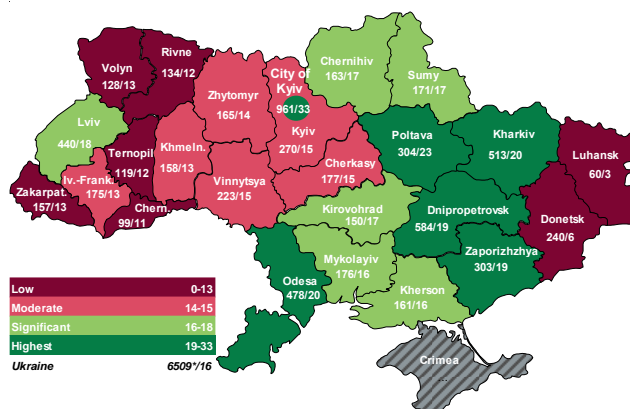 Volyn
128/13
Rivne
134/12
Zhytomyr
165/14
City of
Kyiv
961/33
Kyiv
270/15
Chernihiv
163/17
Sumy
171/17
Lviv
440/18
Ternopil
119/12
Khmeln.
158/13
Vinnytsya
223/15
Cherkasy
177/15
Poltava
304/23
Kharkiv
513/20
Luhansk
60/3
Zakarpat.
157/13
Iv.-Frank.
175/13
Chern.
99/11
Kirovohrad
150/17
Dnipropetrovsk
584/19
Donetsk
240/6
Odesa
478/20
Mykolayiv
176/16
Kherson
161/16
Zaporizhzhya
303/19
Crimea
...
Low 0-13
Moderate 14-15
Significant 16-18
Highest 19-33
Ukraine 6509*/16